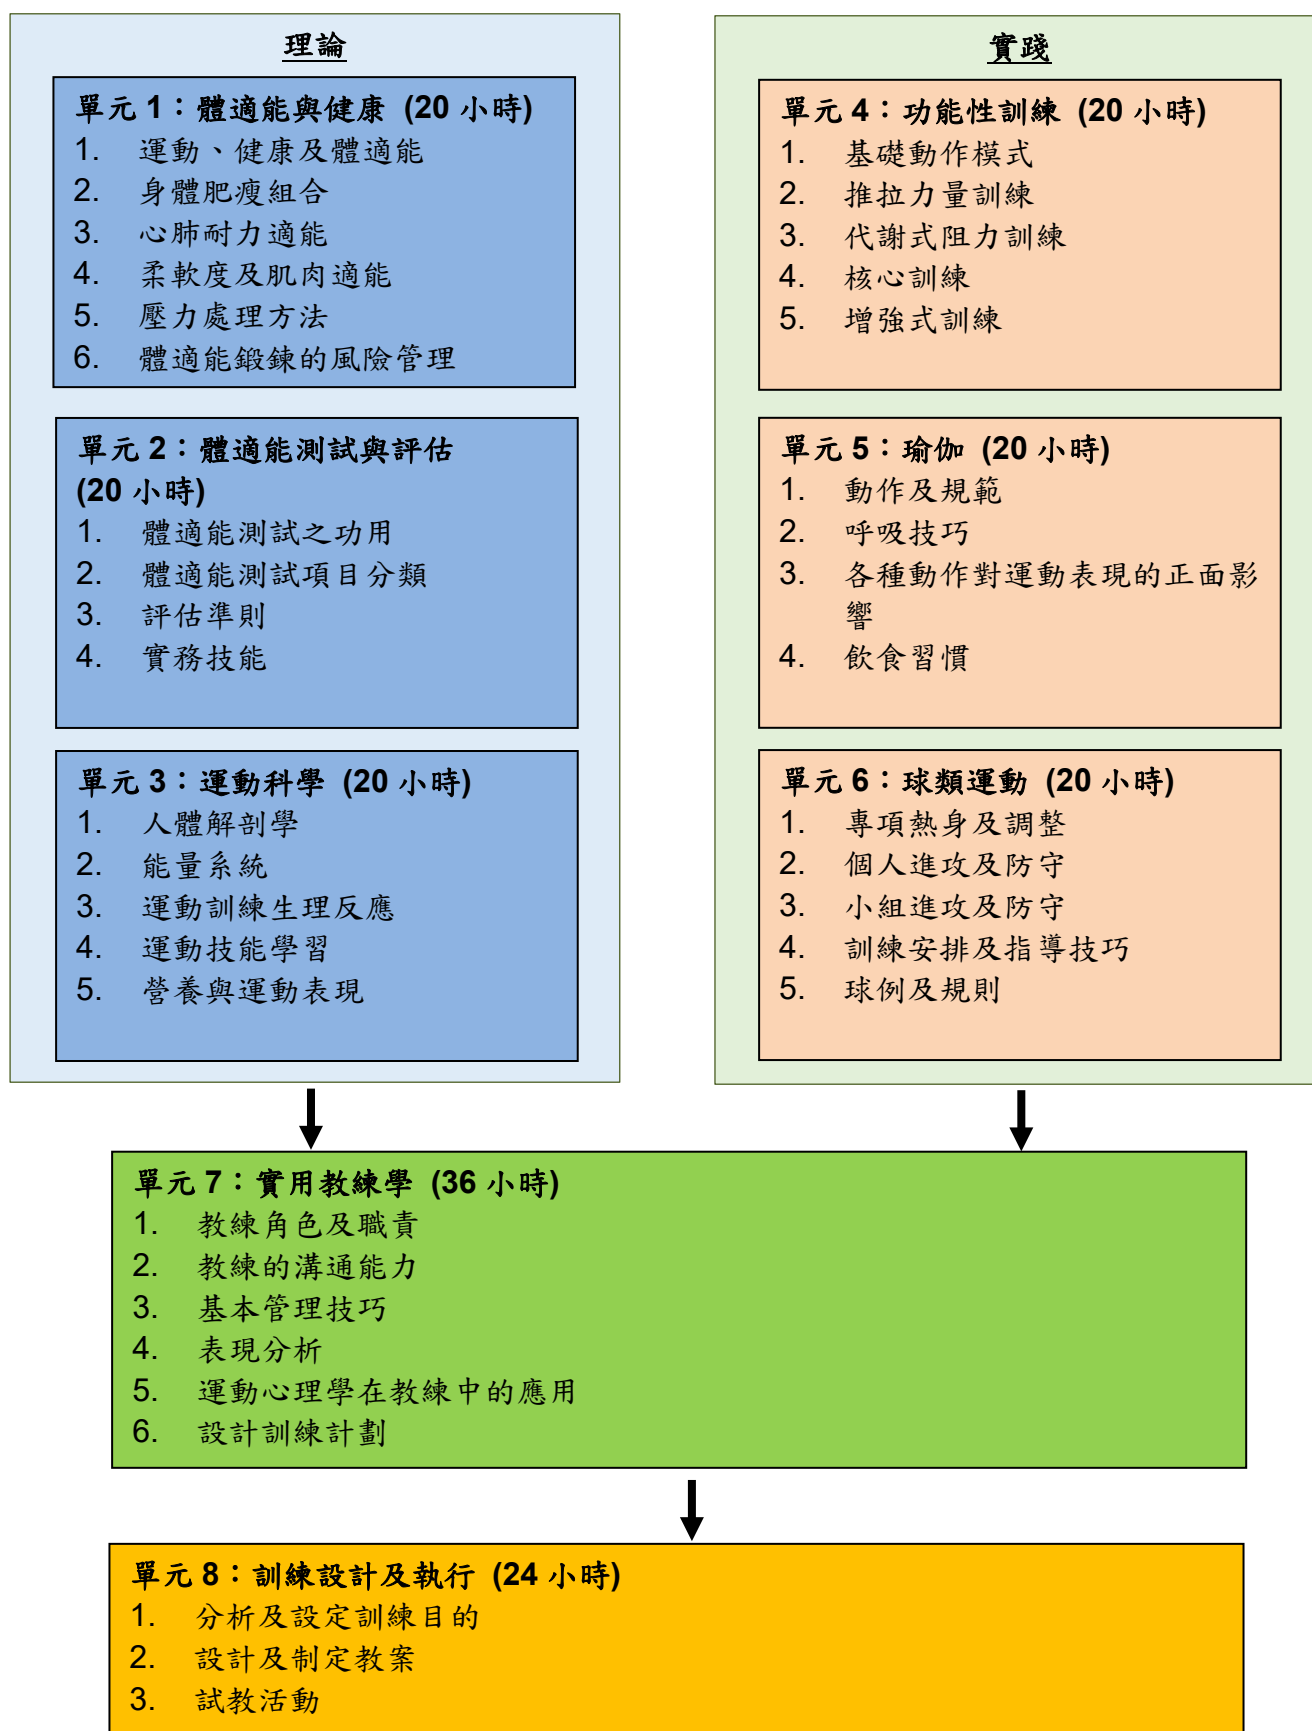 理論
單元 1：體適能與健康 (20 小時)
1. 運動、健康及體適能
2. 身體肥瘦組合
3. 心肺耐力適能
4. 柔軟度及肌肉適能
5. 壓力處理方法
6. 體適能鍛鍊的風險管理
單元 2：體適能測試與評估
(20 小時)
1. 體適能測試之功用
2. 體適能測試項目分類
3. 評估準則
4. 實務技能
單元 3：運動科學 (20 小時)
1. 人體解剖學
2. 能量系統
3. 運動訓練生理反應
4. 運動技能學習
5. 營養與運動表現
實踐
單元 4：功能性訓練 (20 小時)
1. 基礎動作模式
2. 推拉力量訓練
3. 代謝式阻力訓練
4. 核心訓練
5. 增強式訓練
單元 5：瑜伽 (20 小時)
1. 動作及規範
2. 呼吸技巧
3. 各種動作對運動表現的正面影
響
4. 飲食習慣
單元 6：球類運動 (20 小時)
1. 專項熱身及調整
2. 個人進攻及防守
3. 小組進攻及防守
4. 訓練安排及指導技巧
5. 球例及規則
單元 7：實用教練學 (36 小時)
1. 教練角色及職責
2. 教練的溝通能力
3. 基本管理技巧
4. 表現分析
5. 運動心理學在教練中的應用
6. 設計訓練計劃
單元 8：訓練設計及執行 (24 小時)
1. 分析及設定訓練目的
2. 設計及制定教案
3. 試教活動